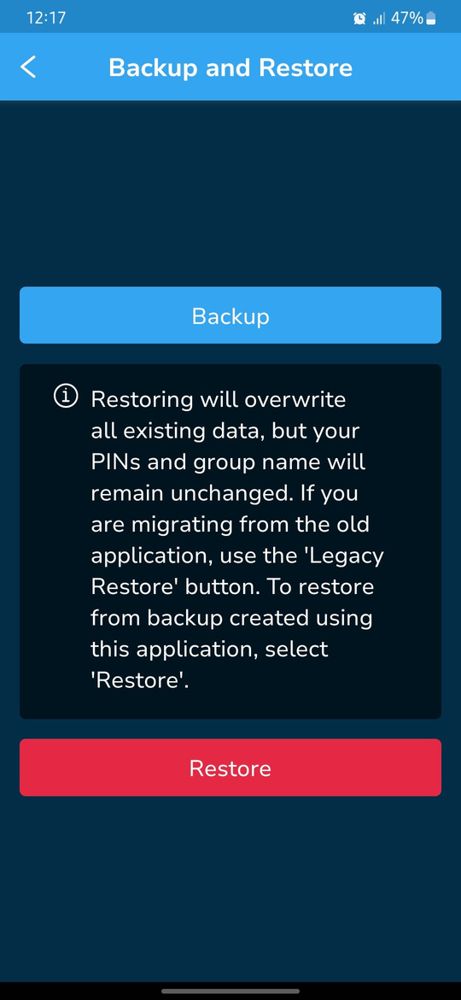 12:17
47%
Backup and Restore
Backup
Restoring will overwrite
all existing data, but your
PINs and group name will
remain unchanged. If you
are migrating from the old
application, use the 'Legacy
Restore' button. To restore
from backup created using
this application, select
'Restore'.
Restore